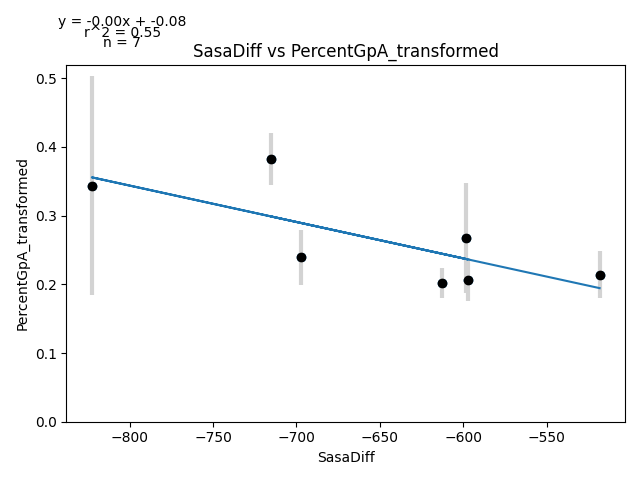 y = -0.00x + -0.08
r^2 = 0.55
n = 7
SasaDiff vs PercentGpA_transformed
PercentGpA_transformed
0.5
0.4
0.3
0.2
0.1
0.0
−800
−750
−700
−650
−600
−550
SasaDiff